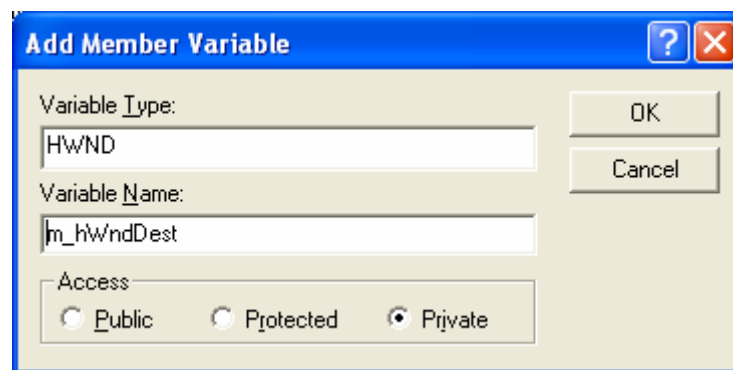 Add Member Variable
Variable Type:
OK
HWND
Cancel
Variable Name:
m_hWndDest
Access
Public Protected Private